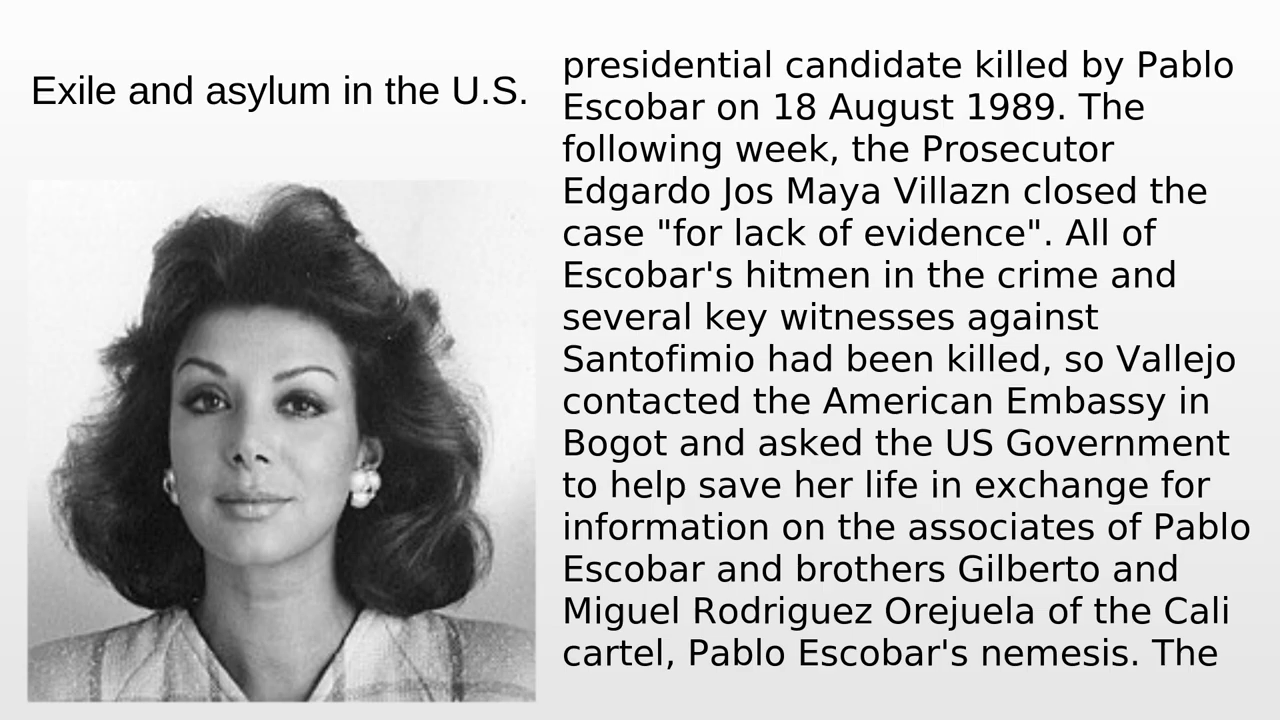 Exile and asylum in the U.S.
presidential candidate killed by Pablo
Escobar on 18 August 1989. The
following week, the Prosecutor
Edgardo Jos Maya Villazn closed the
case "for lack of evidence". All of
Escobar's hitmen in the crime and
several key witnesses against
Santofimio had been killed, so Vallejo
contacted the American Embassy in
Bogot and asked the US Government
to help save her life in exchange for
information on the associates of Pablo
Escobar and brothers Gilberto and
Miguel Rodriguez Orejuela of the Cali
cartel, Pablo Escobar's nemesis. The